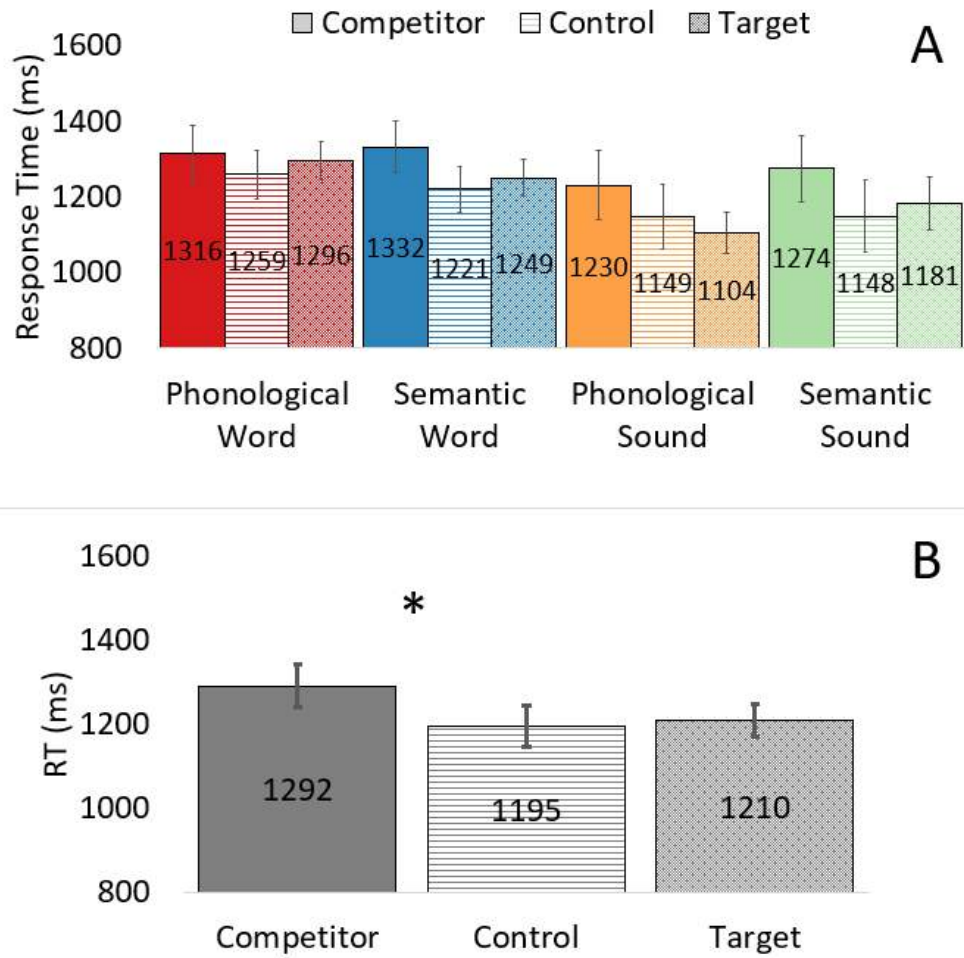 Competitor Control Target
A
Response Time (ms)
1600
1400
1200
1000
800
1316 1259 1296 1332 1221 1249 1230 1149 1104 1274 1148 1181
Phonological Semantic Phonological Semantic
Word Word Sound Sound
B
RT (ms)
1600
*
1400
1200
1000
800
1292 1195 1210
Competitor Control Target